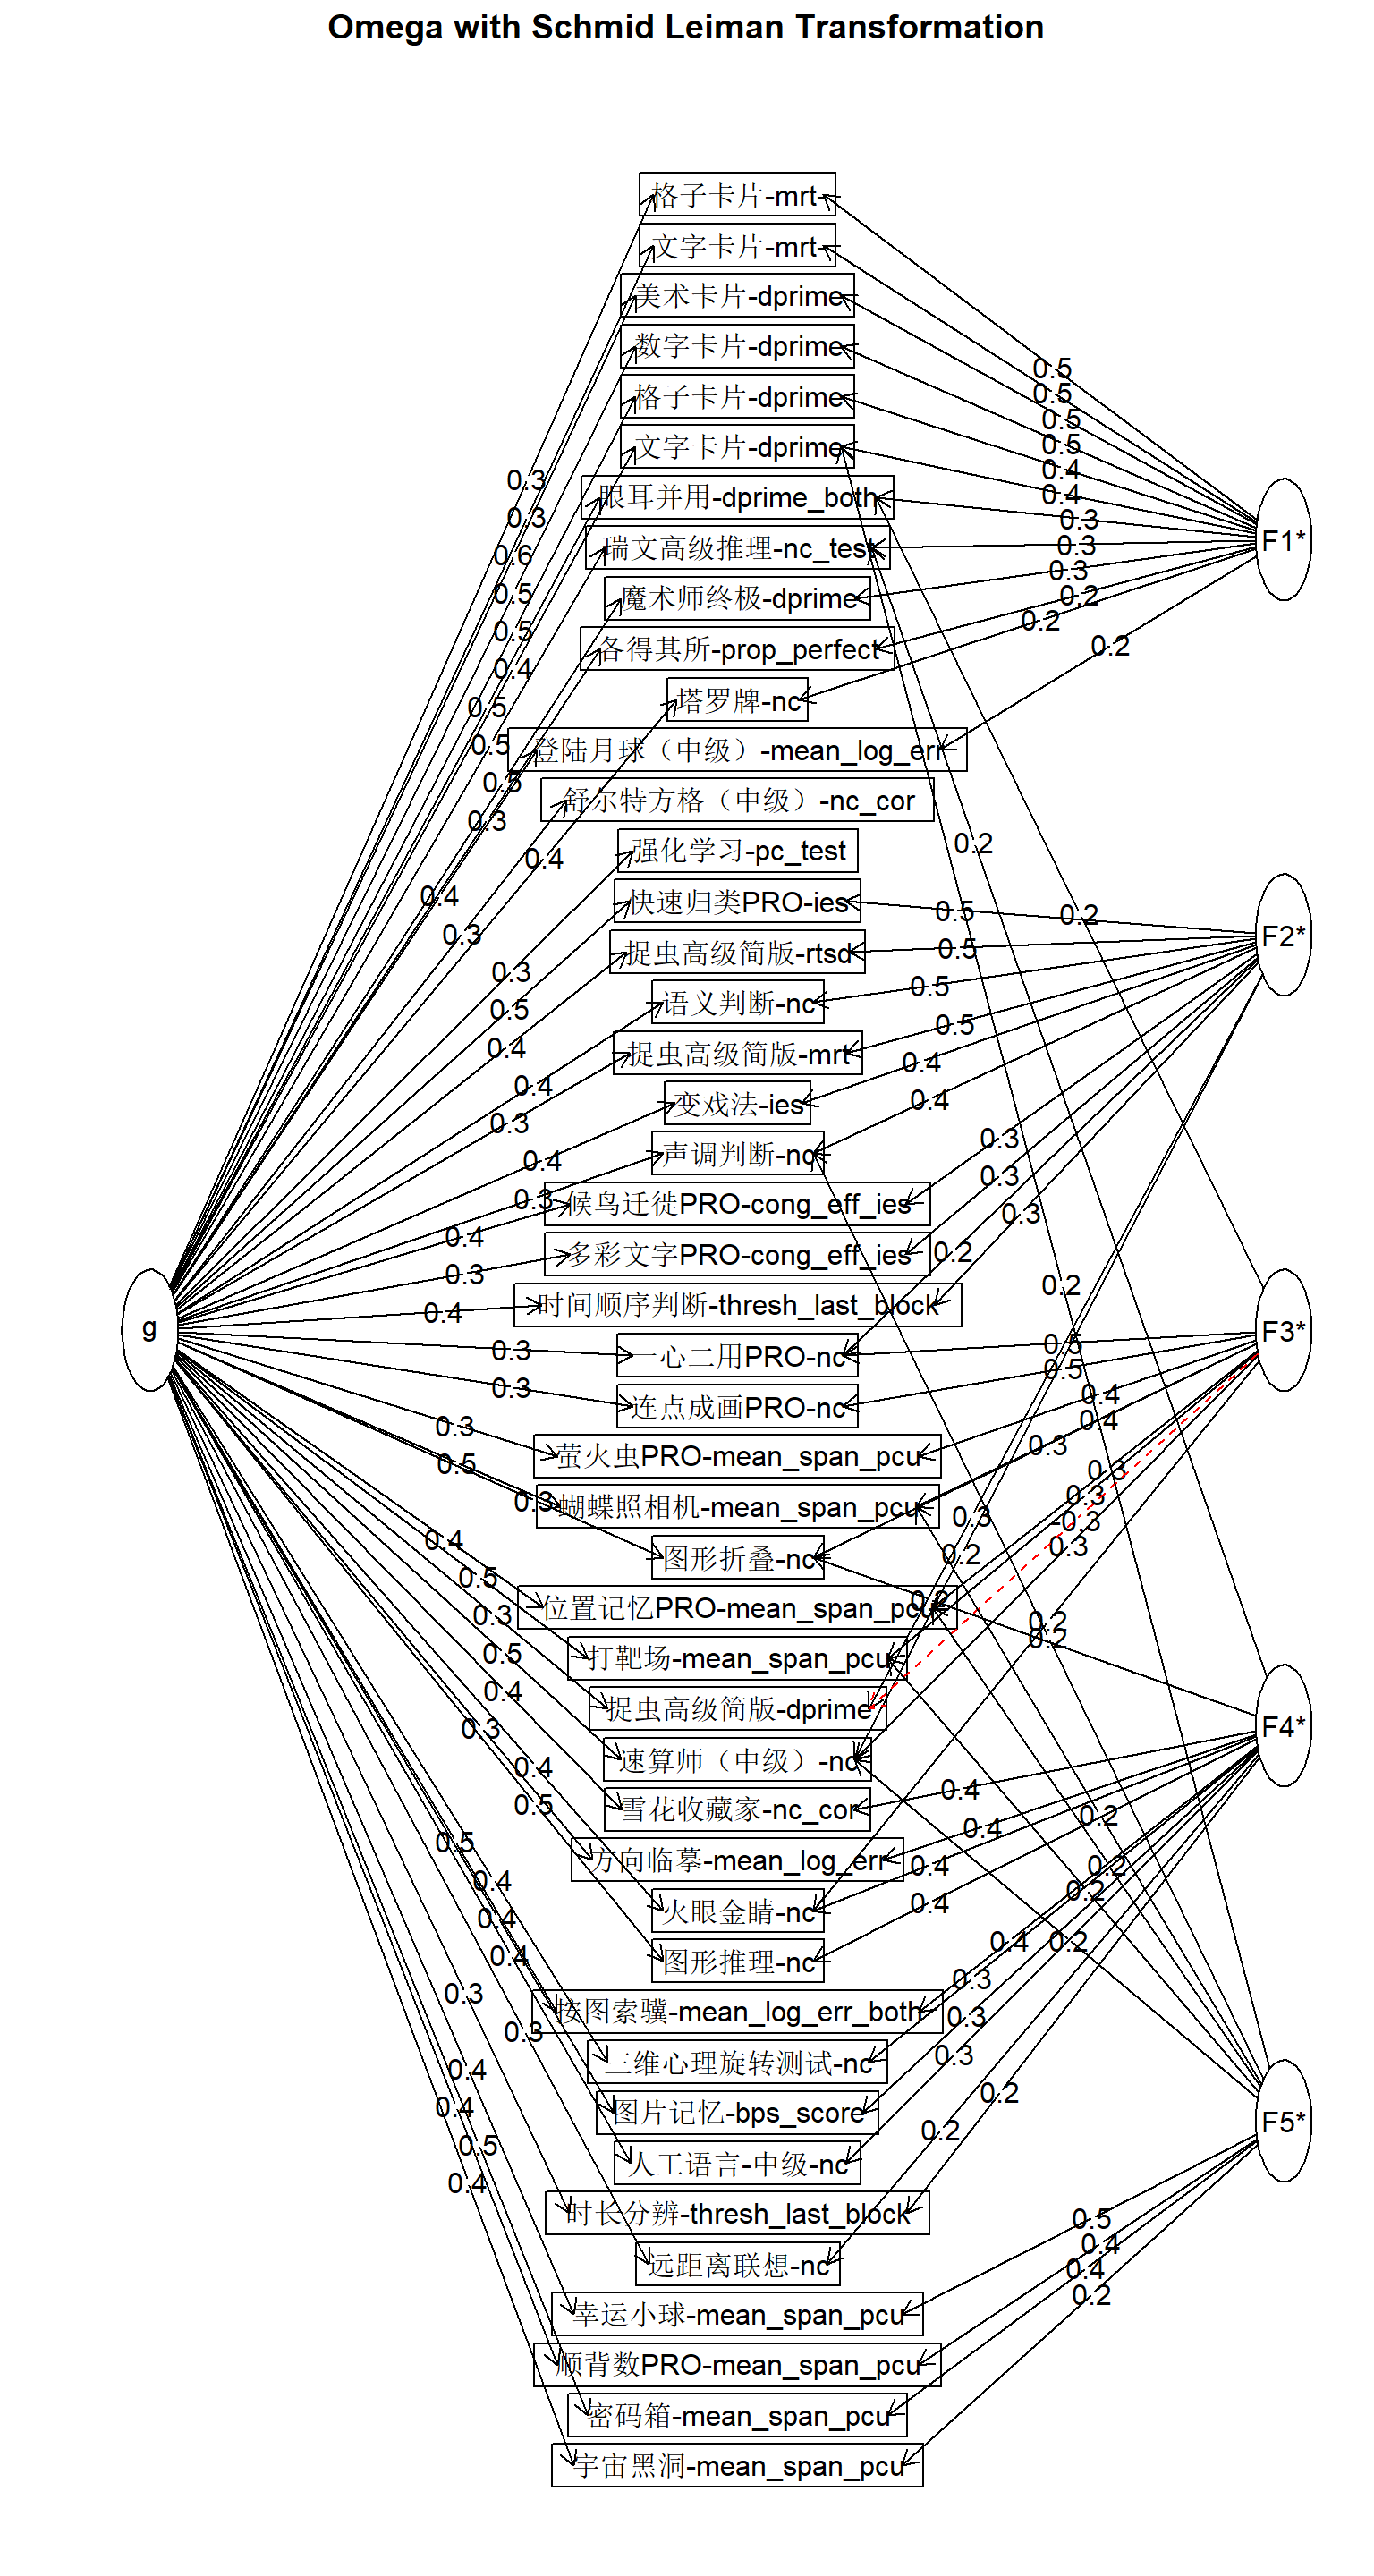 Omega with Schmid Leiman Transformation
格子卡片-mrt-
文字卡片-mrt-
美术卡片-dprime
数字卡片-dprime
格子卡片-dprime
文字卡片-dprime
眼耳并用-dprime_both
瑞文高级推理-nc_test
魔术师终极-dprime
各得其所-prop_perfect
塔罗牌-nc
登陆月球（中级）-mean_log_err
舒尔特方格（中级）-nc_cor
强化学习-pc_test
快速归类PRO-ies
捉虫高级简版-rtsd
语义判断-nc
捉虫高级简版-mrt
变戏法-ies
声调判断-nc
候鸟迁徙PRO-cong_eff_ies
多彩文字PRO-cong_eff_ies
时间顺序判断-thresh_last_block
一心二用PRO-nc
连点成画PRO-nc
萤火虫PRO-mean_span_pcu
蝴蝶照相机-mean_span_pcu
图形折叠-nc
位置记忆PRO-mean_span_pcu
打靶场-mean_span_pcu
捉虫高级简版-dprime
速算师（中级）-nc
雪花收藏家-nc_cor
方向临摹-mean_log_err
火眼金睛-nc
图形推理-nc
按图索骥-mean_log_err_both
三维心理旋转测试-nc
图片记忆-bps_score
人工语言-中级-nc
时长分辨-thresh_last_block
远距离联想-nc
幸运小球-mean_span_pcu
顺背数PRO-mean_span_pcu
密码箱-mean_span_pcu
宇宙黑洞-mean_span_pcu
g
0.3
0.3
0.6
0.5
0.5
0.4
0.5
0.5
0.5
0.3
0.4
0.4
0.3
0.3
0.5
0.4
0.4
0.3
0.4
0.3
0.4
0.3
0.4
0.3
0.3
0.3
0.5
0.3
0.4
0.5
0.3
0.5
0.4
0.3
0.4
0.5
0.5
0.4
0.4
0.4
0.3
0.3
0.4
0.4
0.5
0.4
F1*
0.5
0.5
0.5
0.5
0.4
0.4
0.3
0.3
0.3
0.2
0.2
0.2
F2*
0.5
0.5
0.5
0.5
0.4
0.4
0.3
0.3
0.3
0.2
0.3
0.2
F3*
0.2
0.5
0.5
0.4
0.4
0.3
0.3
0.3
-0.3
0.3
0.2
F4*
0.2
0.2
0.4
0.4
0.4
0.4
0.4
0.3
0.3
0.3
0.2
0.2
F5*
0.2
0.2
0.2
0.2
0.2
0.2
0.5
0.4
0.4
0.2